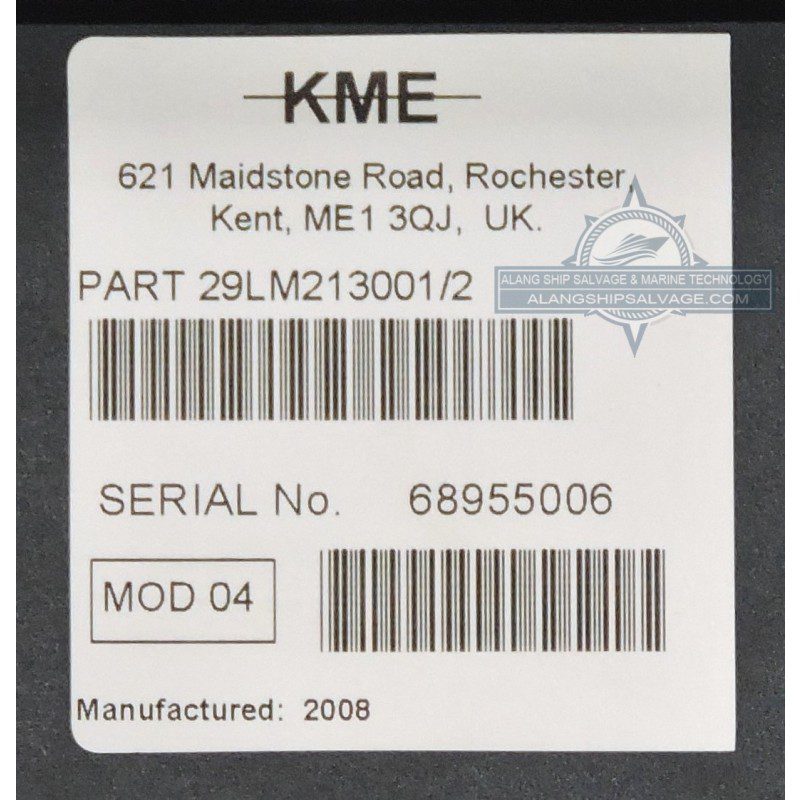 KME
621 Maidstone Road, Rochester,
Kent, ME1 3QJ, UK.
ALANG SHIP SALVAGE & MARINE TECHNOLOGY
PART 29LM213001/2
ALANGSHIPSALVAGE.COM
SERIAL No. 68955006
MOD 04
Manufactured: 2008